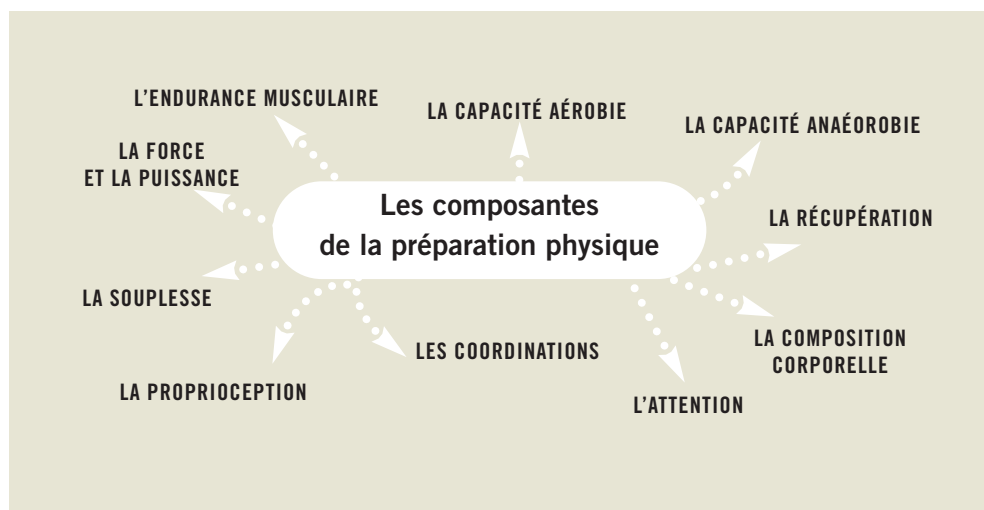 L'ENDURANCE MUSCULAIRE
LA CAPACITÉ AÉROBIE
LA CAPACITÉ ANAÉOROBIE
LA FORCE
ET LA PUISSANCE
Les composantes
de la préparation physique
LA RÉCUPÉRATION
LA SOUPLESSE
LES COORDINATIONS
LA COMPOSITION
CORPORELLE
LA PROPRIOCEPTION
L'ATTENTION